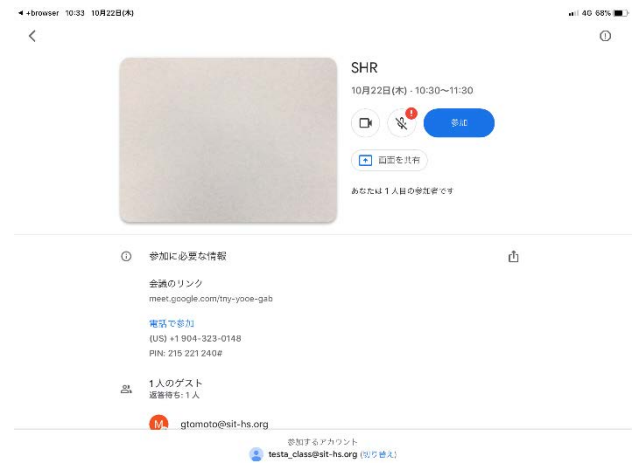 ◀ +browser 10:33 10月22日(木)
4G 68%
SHR
10月22日(木)・10:30～11:30
参加
画面を共有
あなたは 1 人目の参加者です
参加に必要な情報
会議のリンク
meet.google.com/tny-yooe-gab
電話で参加
(US) +1 904-323-0148
PIN: 215 221 240#
1人のゲスト
返答待ち: 1 人
M
gtomoto@sit-hs.org
参加するアカウント
testa_class@sit-hs.org (切り替え)